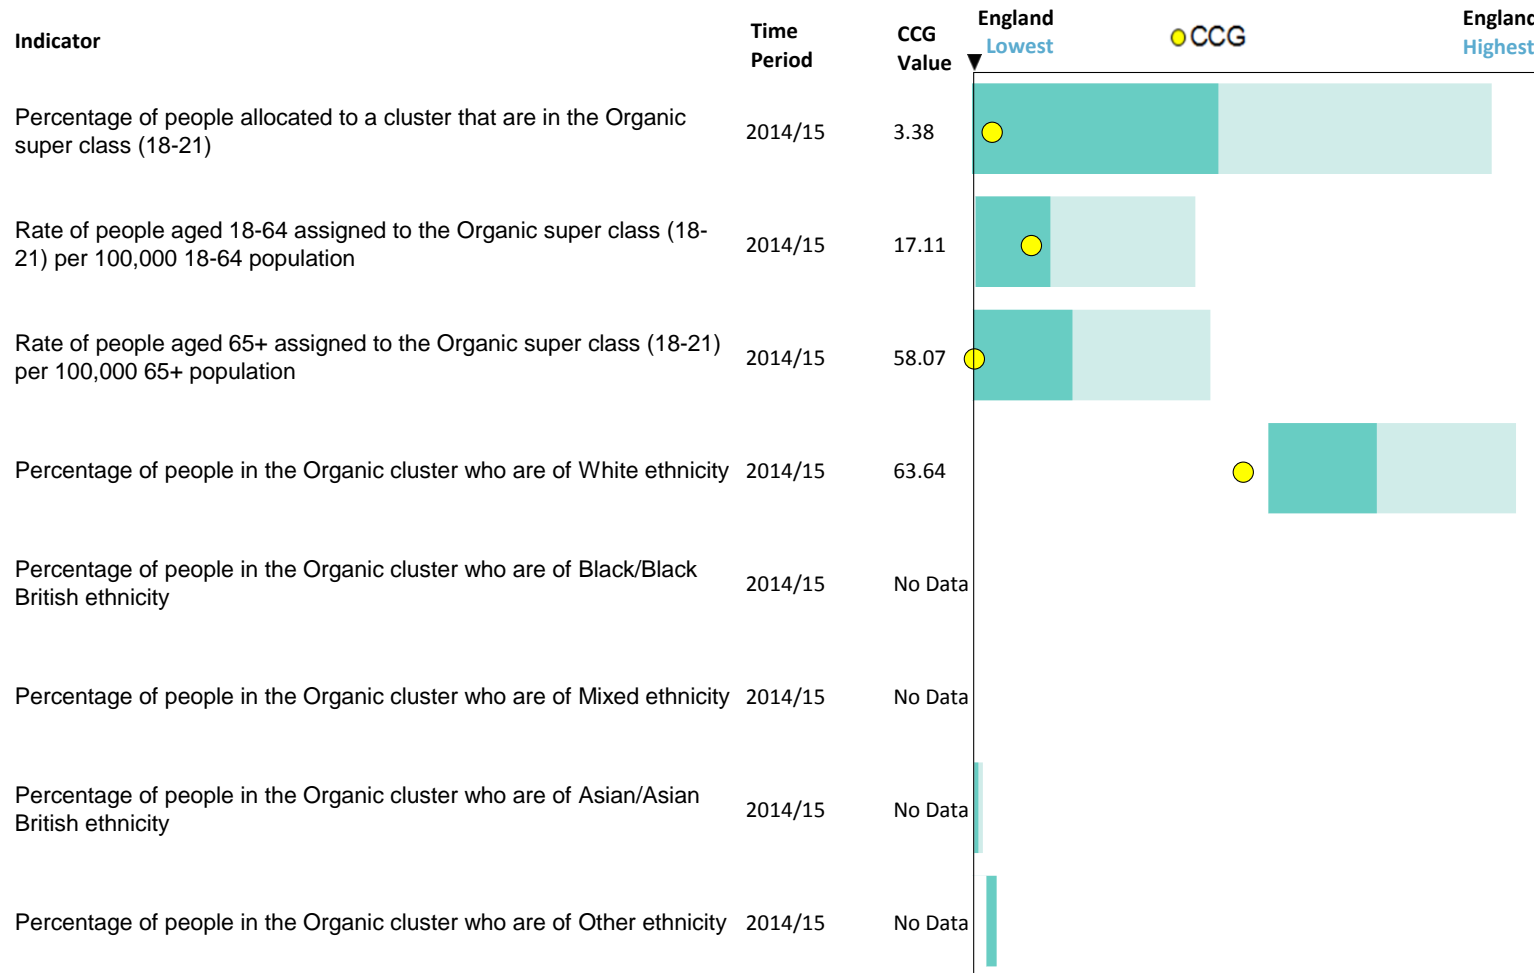 Indicator
Time
Period
CCG
Value
England
Lowest
CCG
England
Highest
Percentage of people allocated to a cluster that are in the Organic
super class (18-21)
2014/15
3.38
Rate of people aged 18-64 assigned to the Organic super class (18-
21) per 100,000 18-64 population
2014/15
17.11
Rate of people aged 65+ assigned to the Organic super class (18-21)
per 100,000 65+ population
2014/15
58.07
Percentage of people in the Organic cluster who are of White ethnicity
2014/15
63.64
Percentage of people in the Organic cluster who are of Black/Black
British ethnicity
2014/15
No Data
Percentage of people in the Organic cluster who are of Mixed ethnicity
2014/15
No Data
Percentage of people in the Organic cluster who are of Asian/Asian
British ethnicity
2014/15
No Data
Percentage of people in the Organic cluster who are of Other ethnicity
2014/15
No Data